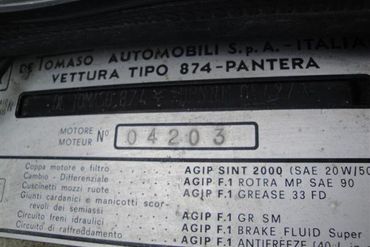 DE TOMASO AUTOMOBILI S.p.A.-ITALIA
VETTURA TIPO 874-PANTERA
MOTORE
MOTEUR
No 04203
Coppa motore e filtro AGIP SINT 2000 (SAE 20W/50
Cambio - Differenziale AGIP F.1 ROTRA MP SAE 90
Cuscinetti mozzi ruote AGIP F.1 GREASE 33 FD
Giunti cardanici e manicotti scor-
revoli dei semiassi AGIP F.1 GR SM
Circuito freni idraulici AGIP F.1 BRAKE FLUID Super
Circuito di raffreddamento AGIP F.1 ANTIFREEZE